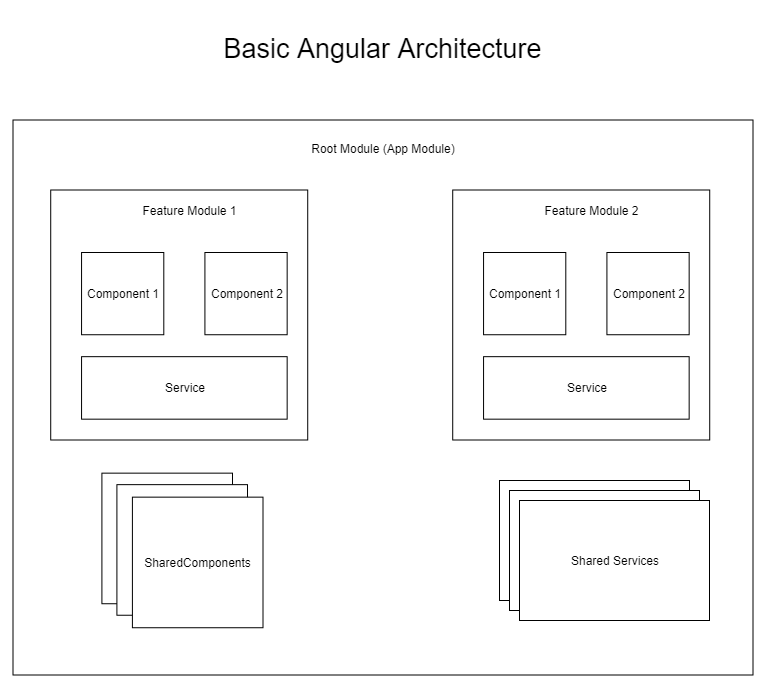 Basic Angular Architecture
Root Module (App Module)
Feature Module 1
Feature Module 2
Component 1
Component 2
Component 1
Component 2
Service
Service
SharedComponents
Shared Services